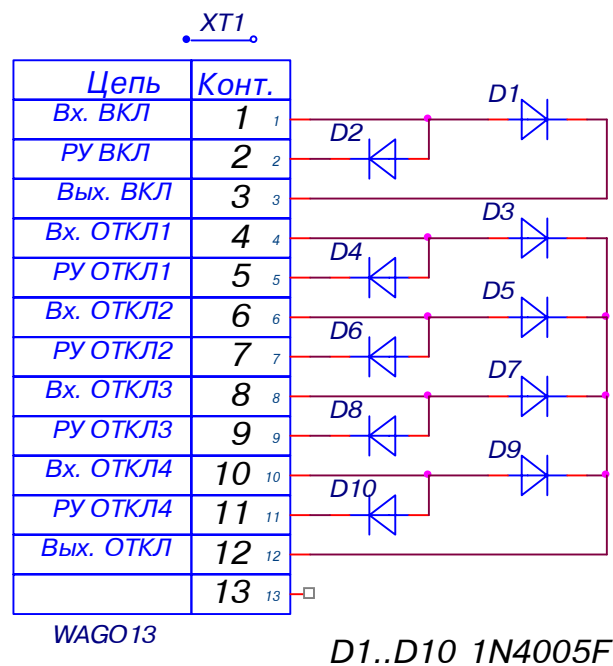 XT1
Цепь Конт.
Вх. ВКЛ 1 1
D1
D2
РУ ВКЛ 2 2
Вых. ВКЛ 3 3
D3
Вх. ОТКЛ1 4 4
D4
РУ ОТКЛ1 5 5
D5
Вх. ОТКЛ2 6 6
D6
РУ ОТКЛ2 7 7
D7
Вх. ОТКЛ3 8 8
D8
РУ ОТКЛ3 9 9
D9
Вх. ОТКЛ4 10 10
D10
РУ ОТКЛ4 11 11
Вых. ОТКЛ 12 12
13 13
WAGO13
D1..D10 1N4005F